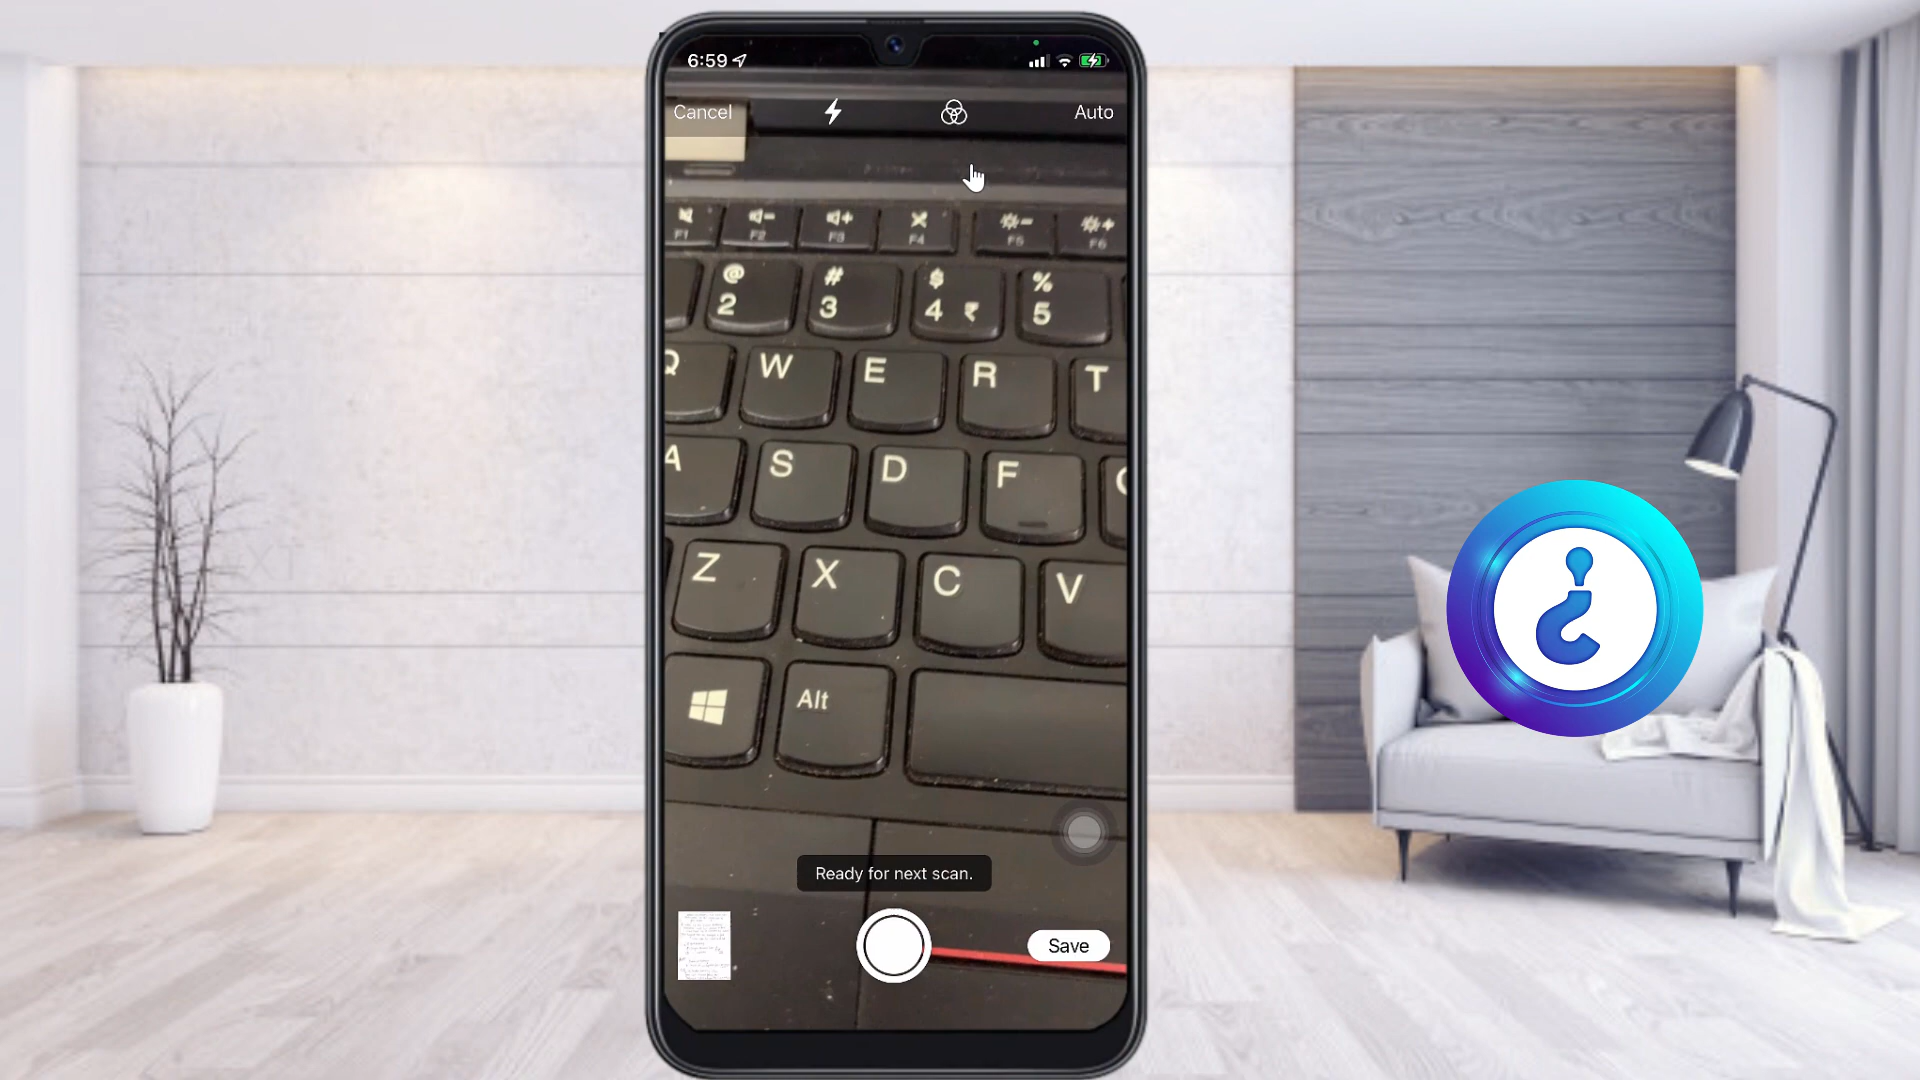 6:59
Cancel
Auto
F1 F2 F3 F4 F5 F6
@ # $ %
2 3 4 ₹ 5
Q W E R T
A S D F
Z X C V
Alt
Ready for next scan.
Save